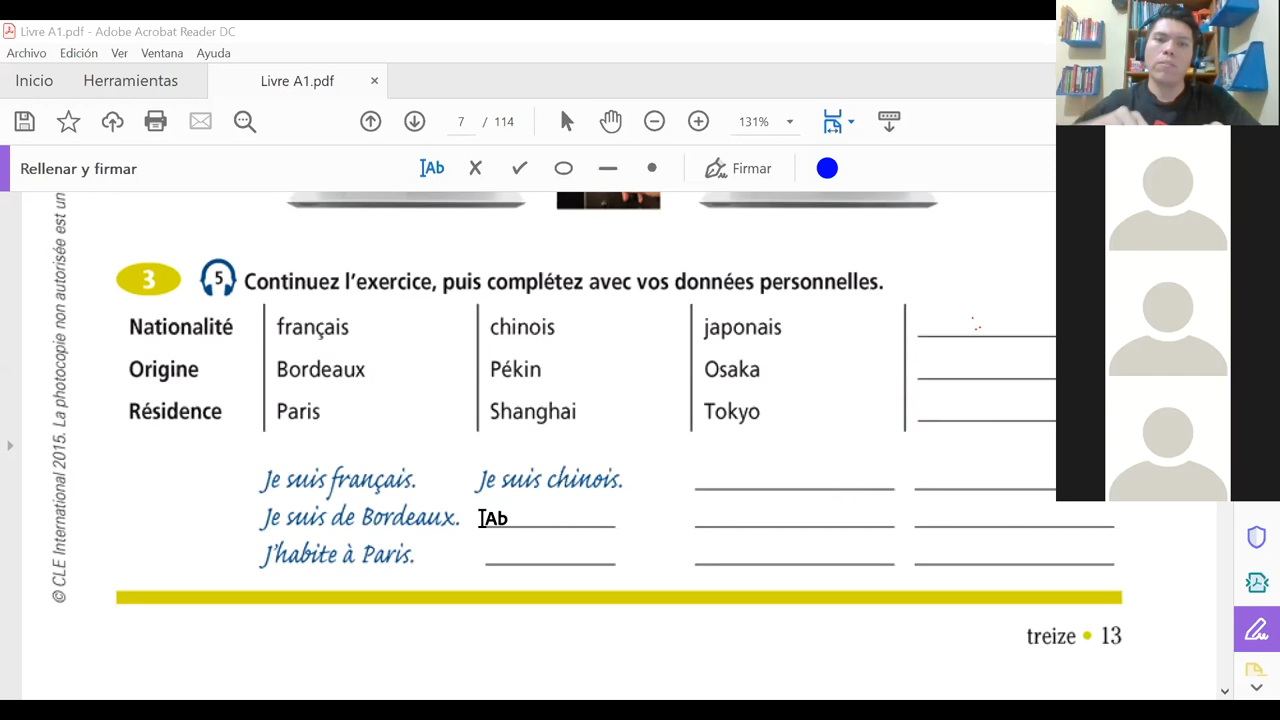 Livre A1.pdf - Adobe Acrobat Reader DC
Archivo Edición Ver Ventana Ayuda
Inicio Herramientas Livre A1.pdf ×
7 / 114 131%
Rellenar y firmar IAb Firmar
© CLE International 2015. La photocopie non autorisée est un
3 5 Continuez l'exercice, puis complétez avec vos données personnelles.
Nationalité français chinois japonais
Origine Bordeaux Pékin Osaka
Résidence Paris Shanghai Tokyo
Je suis français. Je suis chinois.
Je suis de Bordeaux. IAb
J'habite à Paris.
treize • 13